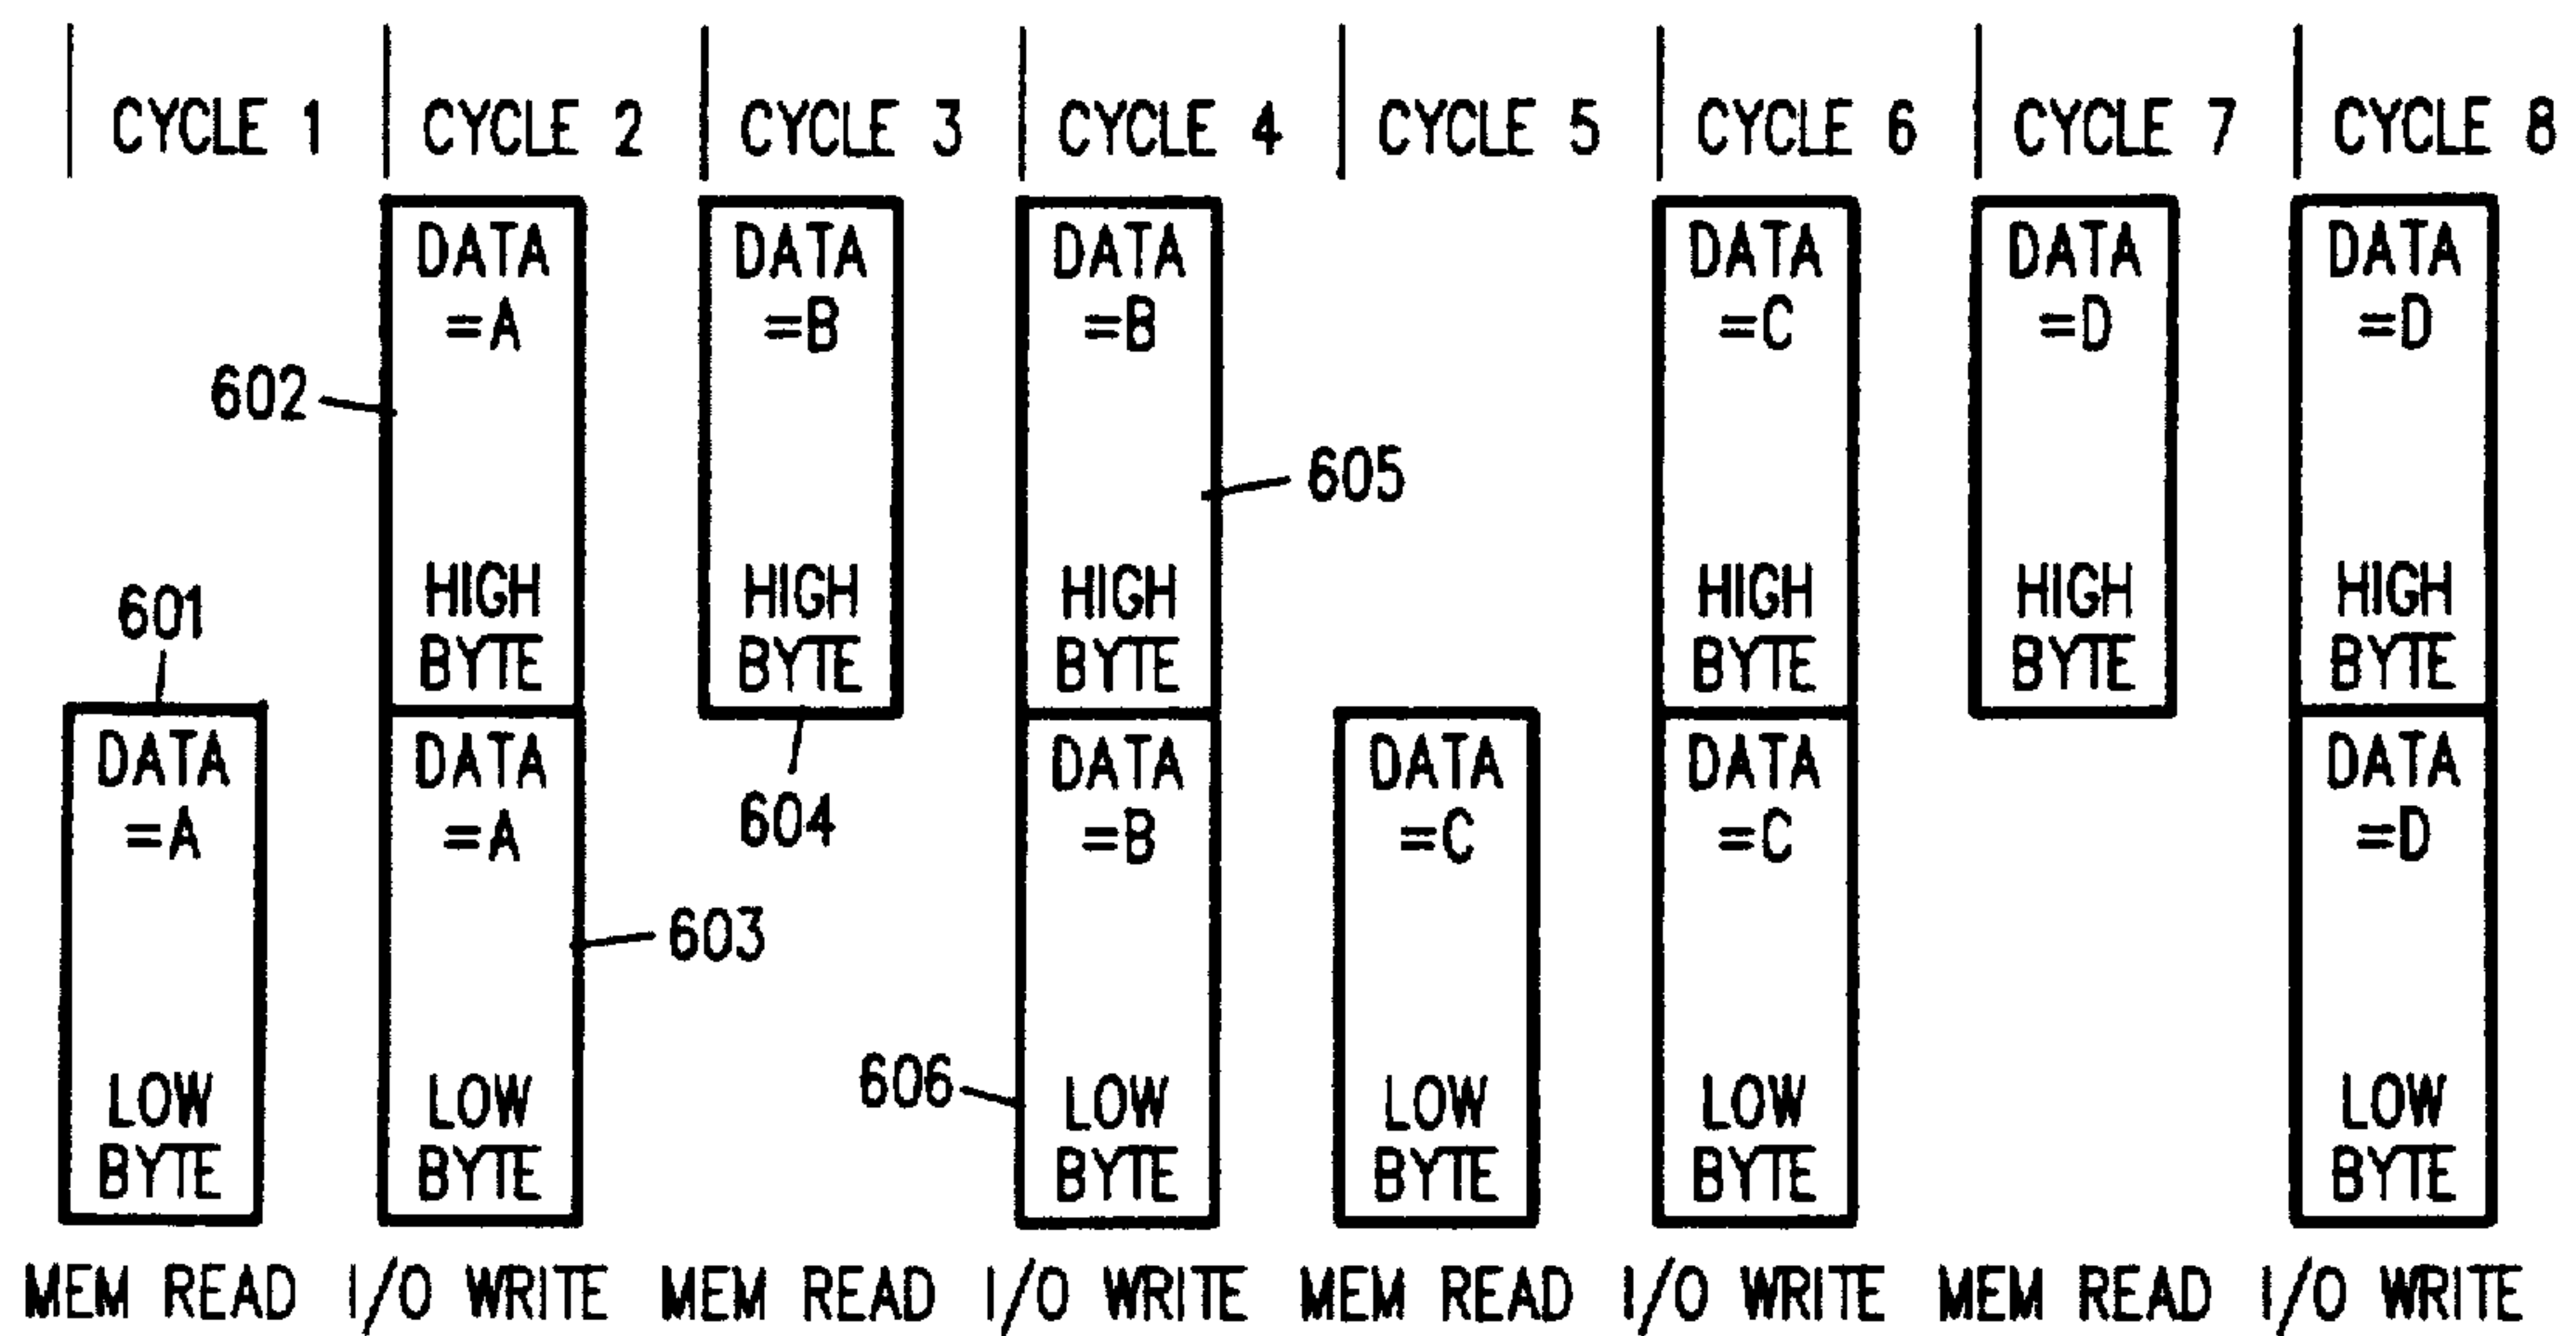 CYCLE 1 CYCLE 2 CYCLE 3 CYCLE 4 CYCLE 5 CYCLE 6 CYCLE 7 CYCLE 8
DATA DATA DATA DATA DATA DATA
=A =B =B =C =D =D
602
605
HIGH HIGH HIGH HIGH HIGH HIGH
BYTE BYTE BYTE BYTE BYTE BYTE
601
DATA DATA DATA DATA DATA DATA
=A =A =B =C =C =D
604
603
606
LOW LOW LOW LOW LOW LOW
BYTE BYTE BYTE BYTE BYTE BYTE
MEM READ I/O WRITE MEM READ I/O WRITE MEM READ I/O WRITE MEM READ I/O WRITE